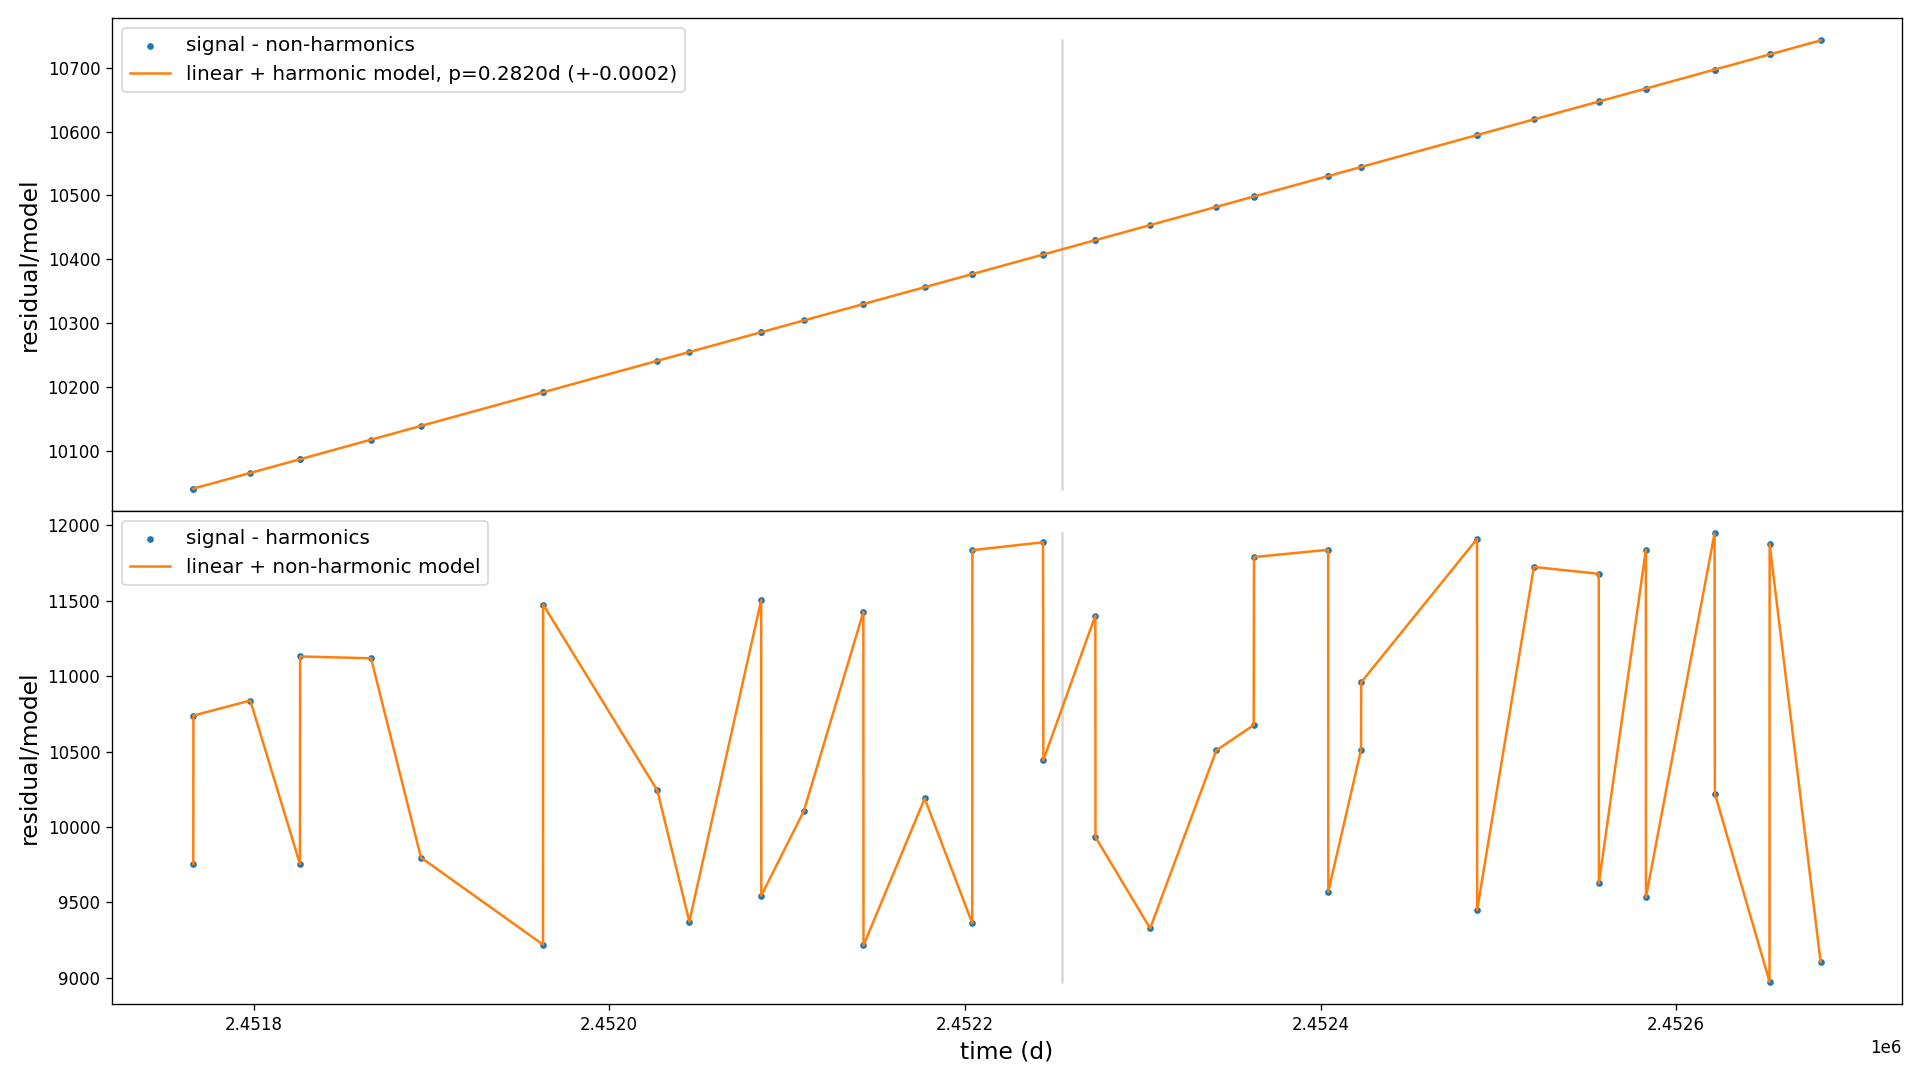 signal - non-harmonics
linear + harmonic model, p=0.2820d (+-0.0002)
10700
10600
10500
10400
10300
10200
10100
residual/model
signal - harmonics
linear + non-harmonic model
12000
11500
11000
10500
10000
9500
9000
residual/model
2.4518 2.4520 2.4522 2.4524 2.4526
1e6
time (d)